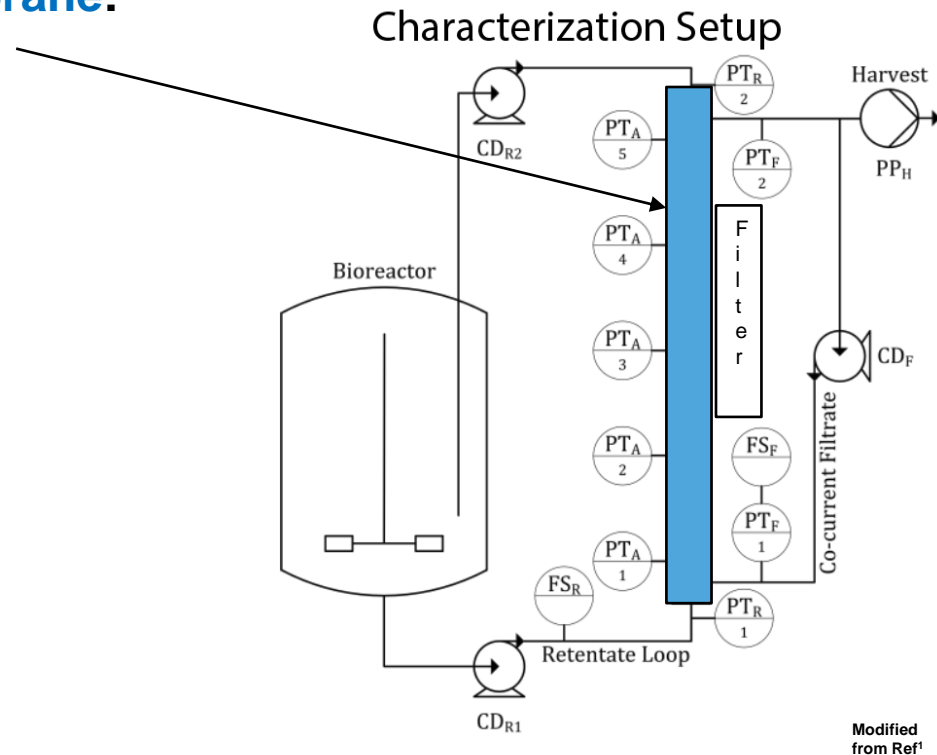 Characterization Setup
PT_R
2
Harvest
PT_A
5
CD_R2
PT_F
2
PP_H
PT_A
4
Filter
Bioreactor
PT_A
3
CD_F
Co-current Filtrate
PT_A
2
FS_F
PT_F
1
PT_A
1
FS_R
PT_R
1
Retentate Loop
CD_R1
Modified
from Ref¹